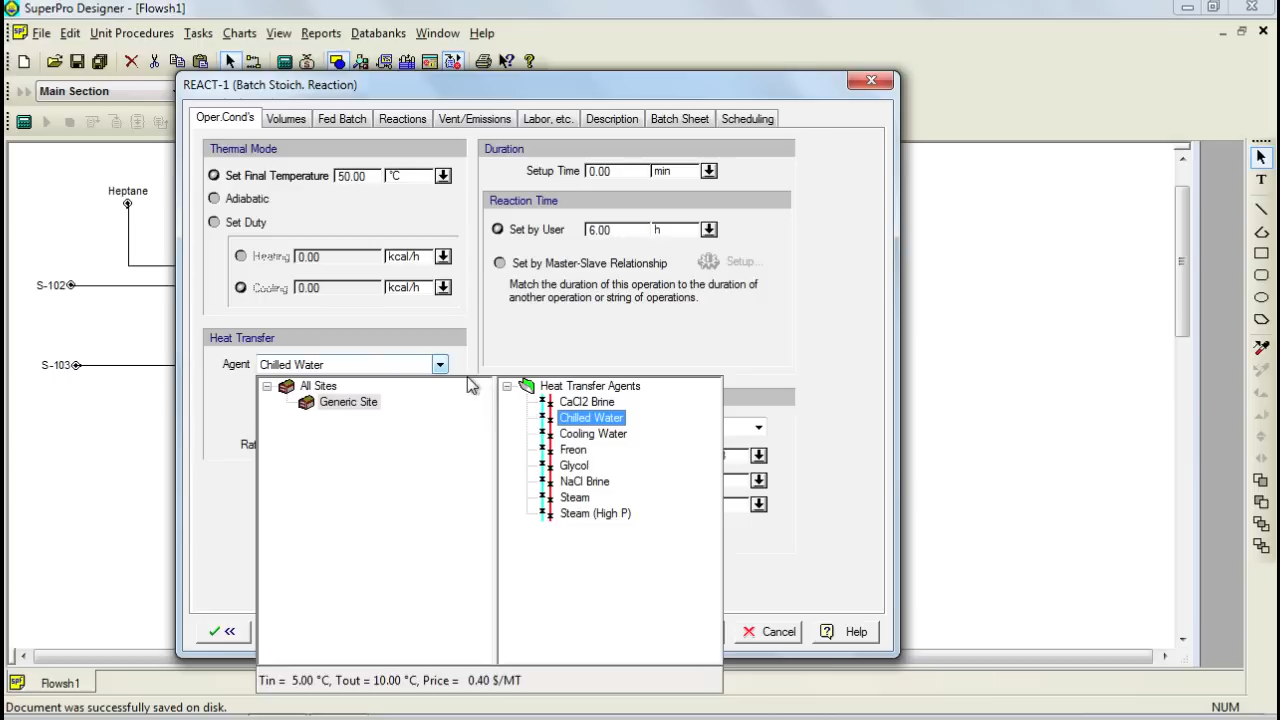 SuperPro Designer - [Flowsh1]
File Edit Unit Procedures Tasks Charts View Reports Databanks Window Help
Main Section
REACT-1 (Batch Stoich. Reaction)
Oper.Cond's Volumes Fed Batch Reactions Vent/Emissions Labor, etc. Description Batch Sheet Scheduling
Thermal Mode
Set Final Temperature 50.00 °C
Adiabatic
Set Duty
Heating 0.00 kcal/h
Cooling 0.00 kcal/h
Duration
Setup Time 0.00 min
Reaction Time
Set by User 6.00 h
Set by Master-Slave Relationship Setup...
Match the duration of this operation to the duration of
another operation or string of operations.
Heat Transfer
Agent Chilled Water
All Sites
Generic Site
Heat Transfer Agents
CaCl2 Brine
Chilled Water
Cooling Water
Freon
Glycol
NaCl Brine
Steam
Steam (High P)
Tin = 5.00 °C, Tout = 10.00 °C, Price = 0.40 $/MT
Cancel Help
Heptane
S-102
S-103
Flowsh1
Document was successfully saved on disk. NUM